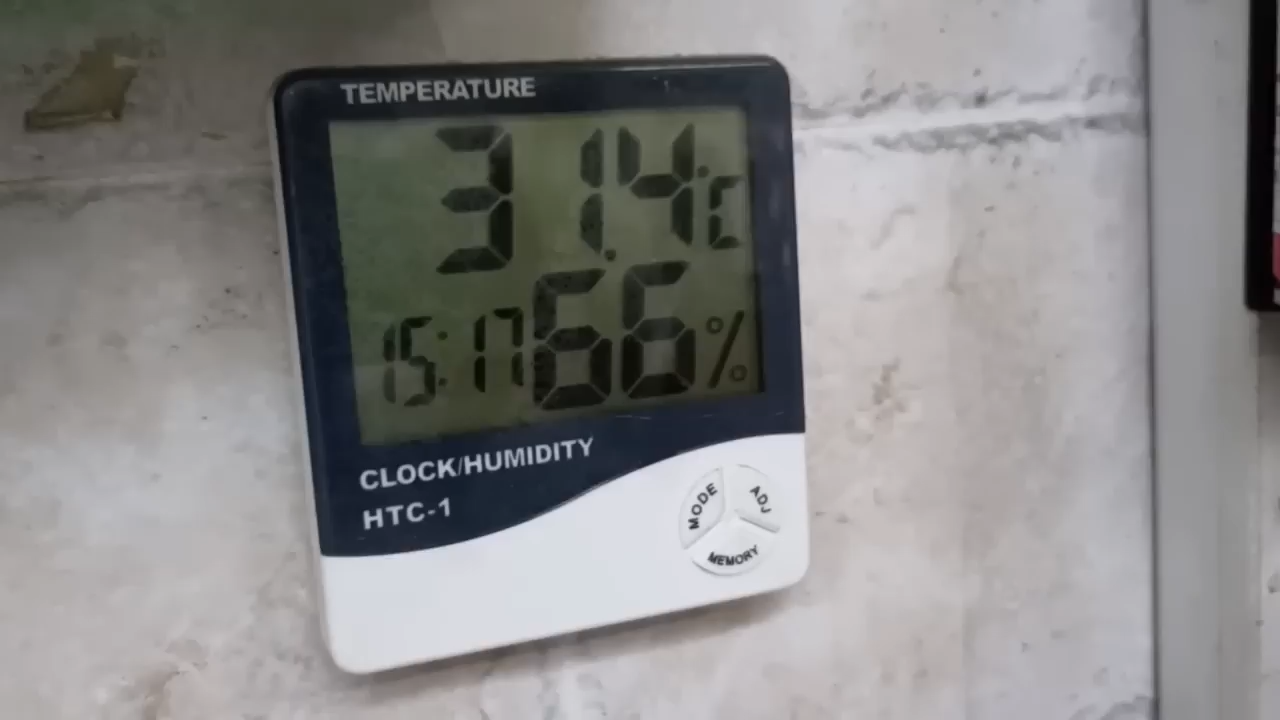 TEMPERATURE
31.4°C
15:17 66%
CLOCK/HUMIDITY
HTC-1
MODE ADJ
MEMORY